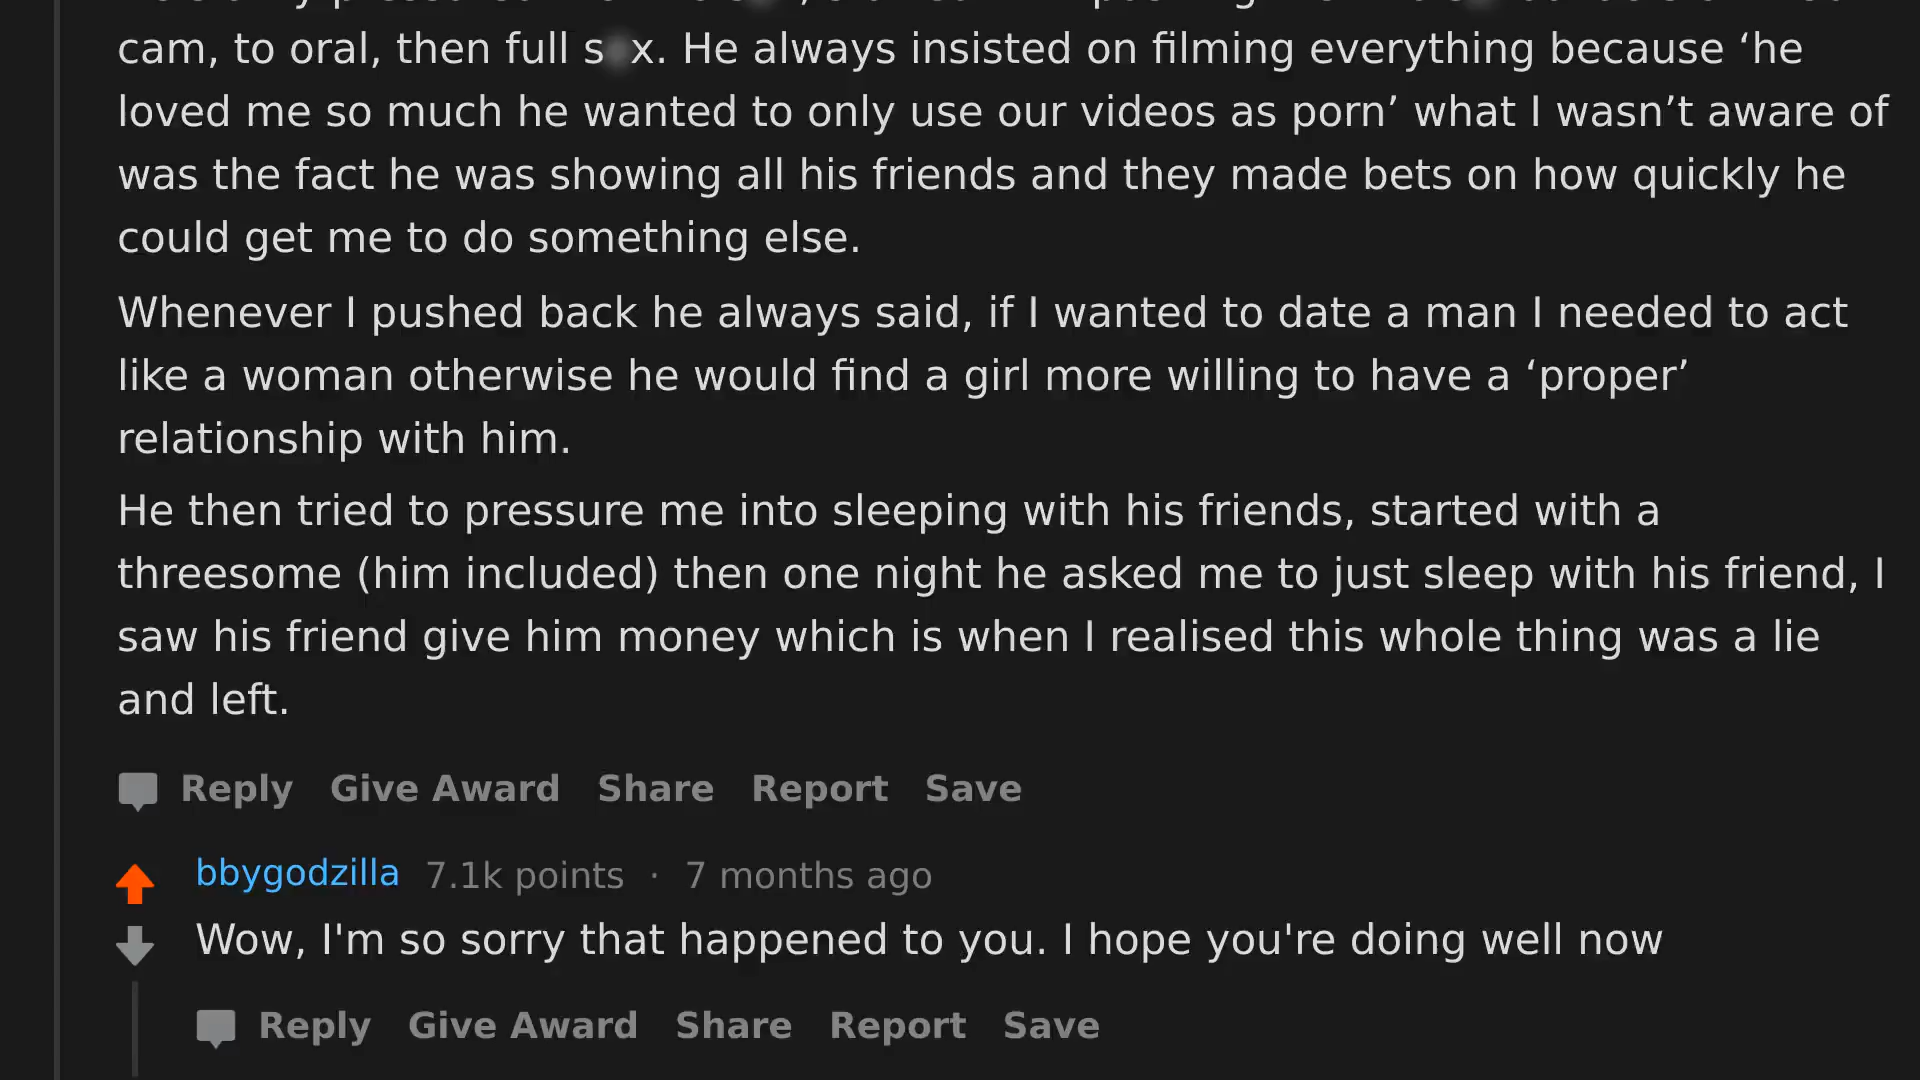 cam, to oral, then full s x. He always insisted on filming everything because ‘he
loved me so much he wanted to only use our videos as porn’ what I wasn’t aware of
was the fact he was showing all his friends and they made bets on how quickly he
could get me to do something else.
Whenever I pushed back he always said, if I wanted to date a man I needed to act
like a woman otherwise he would find a girl more willing to have a ‘proper’
relationship with him.
He then tried to pressure me into sleeping with his friends, started with a
threesome (him included) then one night he asked me to just sleep with his friend, I
saw his friend give him money which is when I realised this whole thing was a lie
and left.
Reply Give Award Share Report Save
bbygodzilla 7.1k points · 7 months ago
Wow, I'm so sorry that happened to you. I hope you're doing well now
Reply Give Award Share Report Save